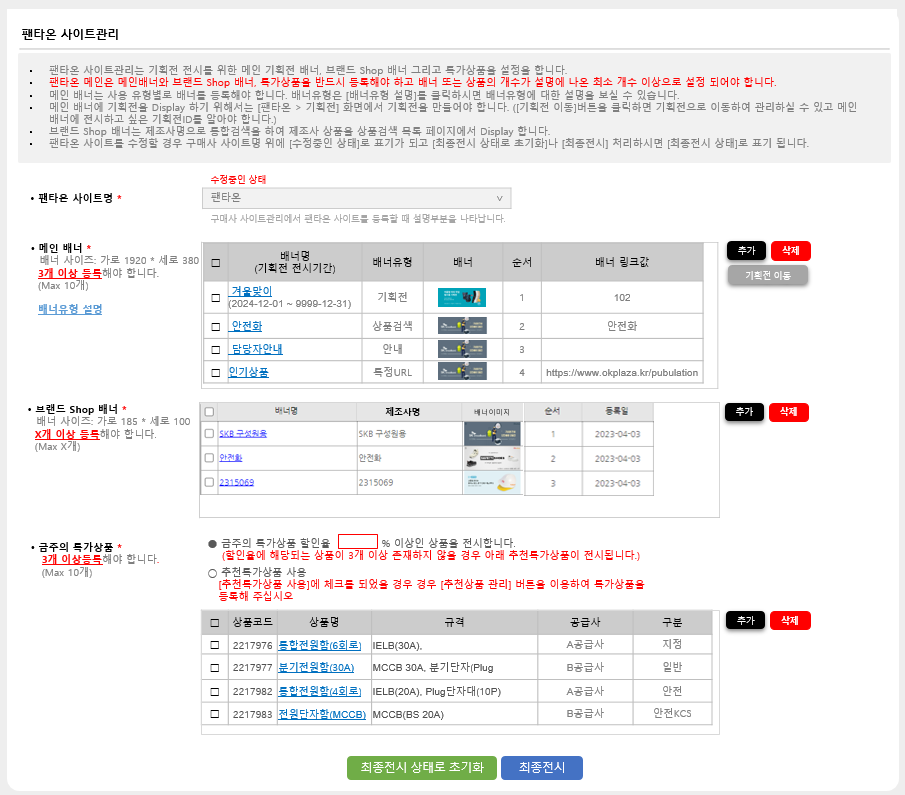 팬타온 사이트관리
• 팬타온 사이트관리는 기획전 전시를 위한 메인 기획전 배너, 브랜드 Shop 배너 그리고 특가상품을 설정을 합니다.
• 팬타온 메인은 메인배너와 브랜드 Shop 배너, 특가상품을 반드시 등록해야 하고 배너 또는 상품의 개수가 설명에 나온 최소 개수 이상으로 설정 되어야 합니다.
• 메인 배너는 사용 유형별로 배너를 등록해야 합니다. 배너유형은 [배너유형 설명]를 클릭하시면 배너유형에 대한 설명을 보실 수 있습니다.
• 메인 배너에 기획전을 Display 하기 위해서는 [팬타온 > 기획전] 화면에서 기획전을 만들어야 합니다. ([기획전 이동]버튼을 클릭하면 기획전으로 이동하여 관리하실 수 있고 메인
배너에 전시하고 싶은 기획전ID를 알아야 합니다.)
• 브랜드 Shop 배너는 제조사명으로 통합검색을 하여 제조사 상품을 상품검색 목록 페이지에서 Display 합니다.
• 팬타온 사이트를 수정할 경우 구매사 사이트명 위에 [수정중인 상태]로 표기가 되고 [최종전시 상태로 초기화]나 [최종전시] 처리하시면 [최종전시 상태]로 표기 됩니다.
수정중인 상태
• 팬타온 사이트명 * 팬타온 v
구매사 사이트관리에서 팬타온 사이트를 등록할 때 설명부분을 나타납니다.
• 메인 배너 *
배너 사이즈: 가로 1920 * 세로 380
3개 이상 등록해야 합니다.
(Max 10개)
배너유형 설명
□ 배너명 배너유형 배너 순서 배너 링크값
(기획전 전시기간)
□ 겨울맞이 기획전 1 102
(2024-12-01 ~ 9999-12-31)
□ 안전화 상품검색 2 안전화
□ 담당자안내 안내 3
□ 인기상품 특정URL 4 https://www.okplaza.kr/pubulation
추가 삭제
기획전 이동
• 브랜드 Shop 배너 *
배너 사이즈: 가로 185 * 세로 100
X개 이상 등록해야 합니다.
(Max X개)
배너명 제조사명 배너이미지 순서 등록일
SKB 구성원용 SKB 구성원용 1 2023-04-03
안전화 안전화 2 2023-04-03
2315069 2315069 3 2023-04-03
추가 삭제
• 금주의 특가상품 *
3개 이상등록해야 합니다.
(Max 10개)
● 금주의 특가상품 할인율 % 이상인 상품을 전시합니다.
(할인율에 해당되는 상품이 3개 이상 존재하지 않을 경우 아래 추천특가상품이 전시됩니다.)
○ 추천특가상품 사용
[추천특가상품 사용]에 체크를 되었을 경우 경우 [추천상품 관리] 버튼을 이용하여 특가상품을
등록해 주십시오
□ 상품코드 상품명 규격 공급사 구분
□ 2217976 통합전원함(6회로) IELB(30A), A공급사 지정
□ 2217977 분기전원함(30A) MCCB 30A, 분기단자(Plug B공급사 일반
□ 2217982 통합전원함(4회로) IELB(20A), Plug단자대(10P) A공급사 안전
□ 2217983 전원단자함(MCCB) MCCB(BS 20A) B공급사 안전KCS
추가 삭제
최종전시 상태로 초기화 최종전시